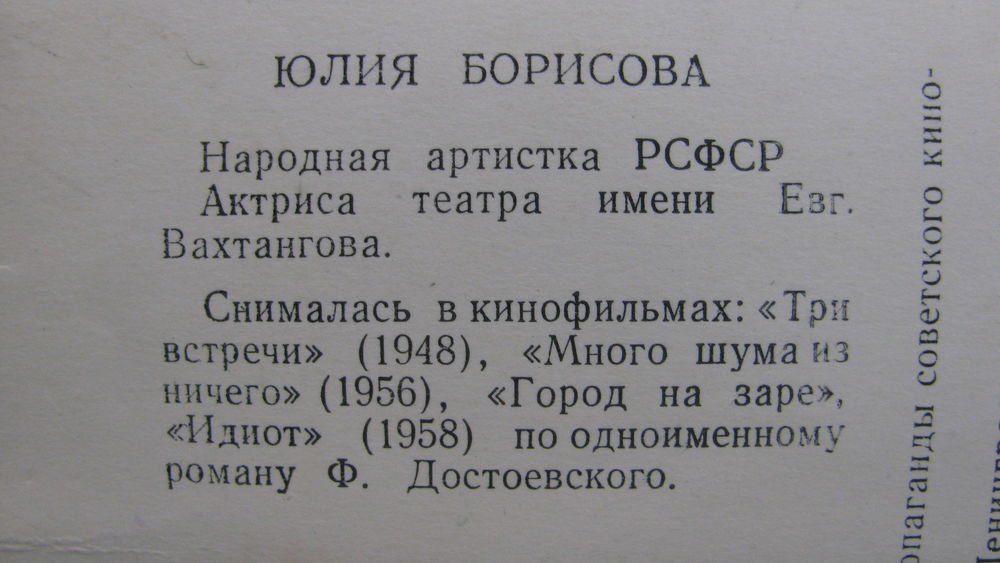 ЮЛИЯ БОРИСОВА
Народная артистка РСФСР
Актриса театра имени Евг.
Вахтангова.
Снималась в кинофильмах: «Три
встречи» (1948), «Много шума из
ничего» (1956), «Город на заре»,
«Идиот» (1958) по одноименному
роману Ф. Достоевского.
советского кино-